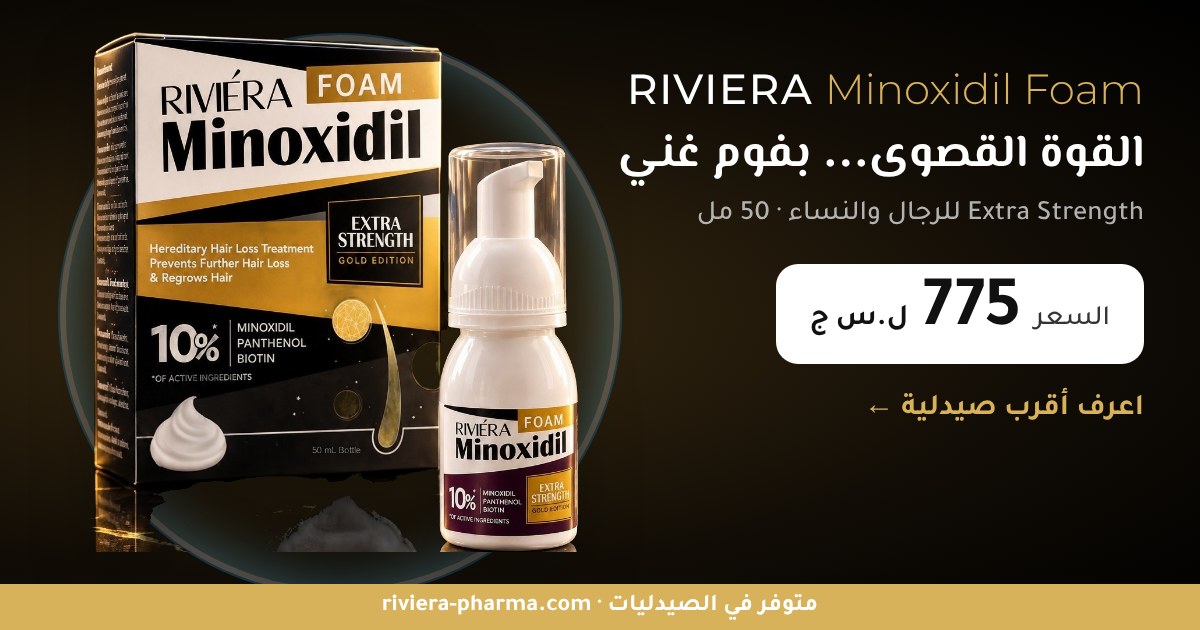 RIVIÉRA FOAM
Minoxidil
EXTRA
STRENGTH
GOLD EDITION
Hereditary Hair Loss Treatment
Prevents Further Hair Loss
& Regrows Hair
10%*
MINOXIDIL
PANTHENOL
BIOTIN
*OF ACTIVE INGREDIENTS
50 mL Bottle
RIVIÉRA FOAM
Minoxidil
10%*
MINOXIDIL
PANTHENOL
BIOTIN
*OF ACTIVE INGREDIENTS
EXTRA
STRENGTH
GOLD EDITION
RIVIERA Minoxidil Foam
القوة القصوى... بفوم غني
Extra Strength للرجال والنساء · 50 مل
السعر 775 ل.س ج
اعرف أقرب صيدلية ←
متوفر في الصيدليات · riviera-pharma.com